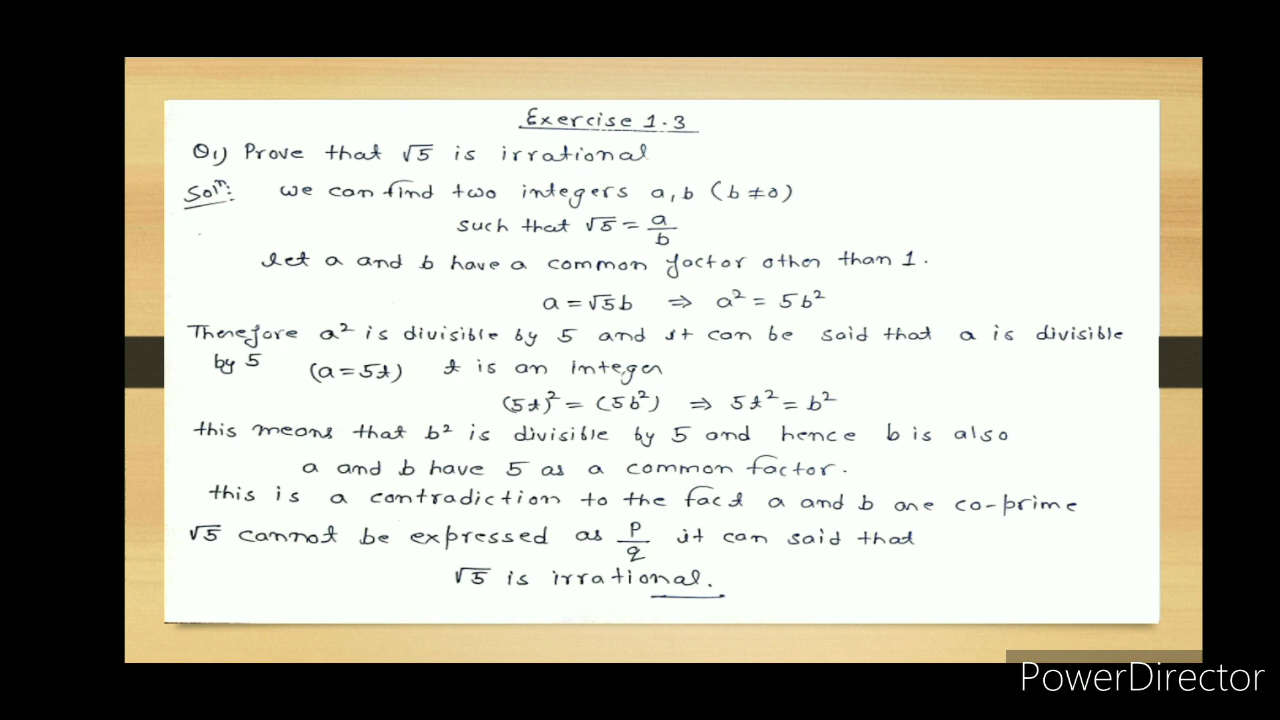 Exercise 1.3
Q1) Prove that √5 is irrational
Solⁿ: we can find two integers a, b (b ≠ 0)
such that √5 = a/b
Let a and b have a common factor other than 1.
a = √5b ⇒ a² = 5b²
Therefore a² is divisible by 5 and it can be said that a is divisible
by 5 (a = 5t) t is an integer
(5t)² = (5b²) ⇒ 5t² = b²
this means that b² is divisible by 5 and hence b is also
a and b have 5 as a common factor.
this is a contradiction to the fact a and b are co-prime
√5 cannot be expressed as p/q it can said that
√5 is irrational.
PowerDirector